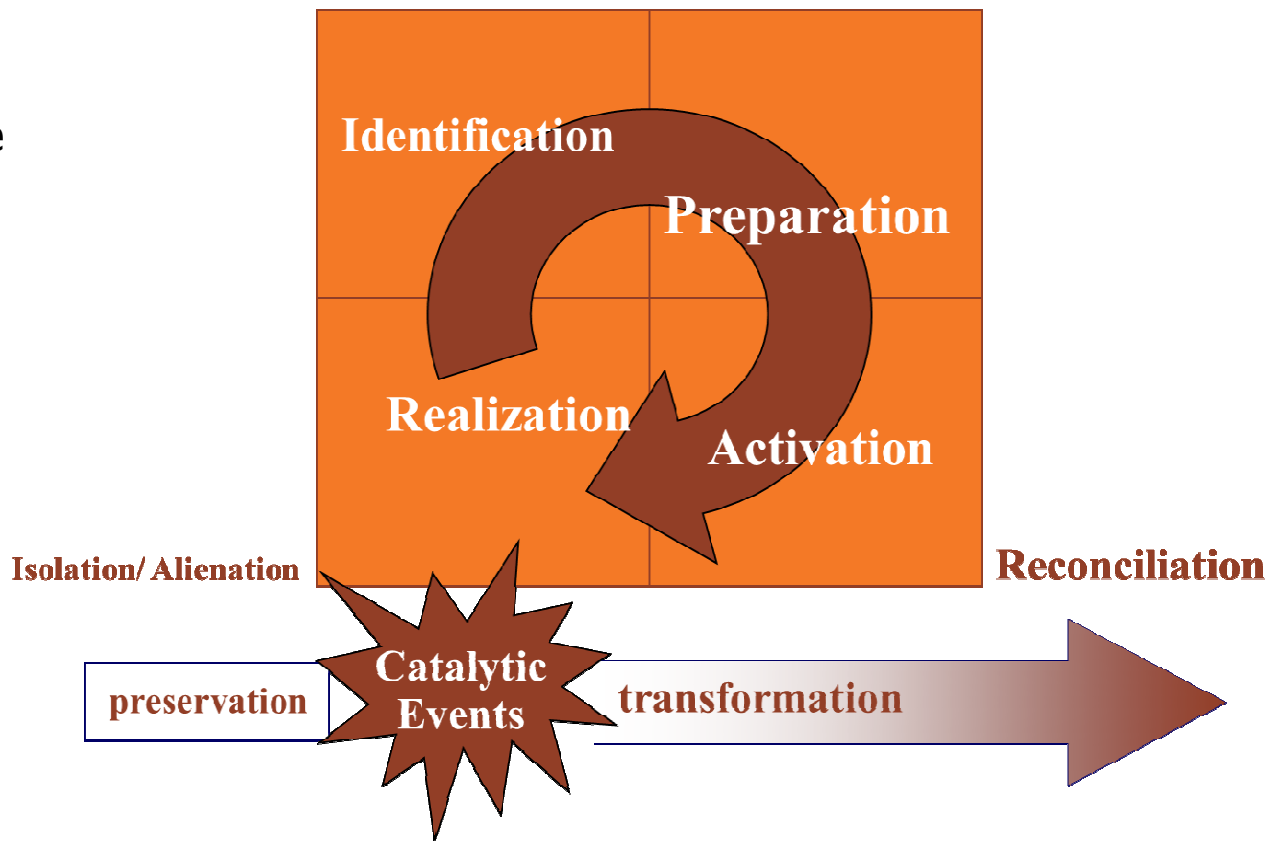 e
Identification
Preparation
Realization
Activation
Isolation/ Alienation
Reconciliation
Catalytic
Events
preservation
transformation